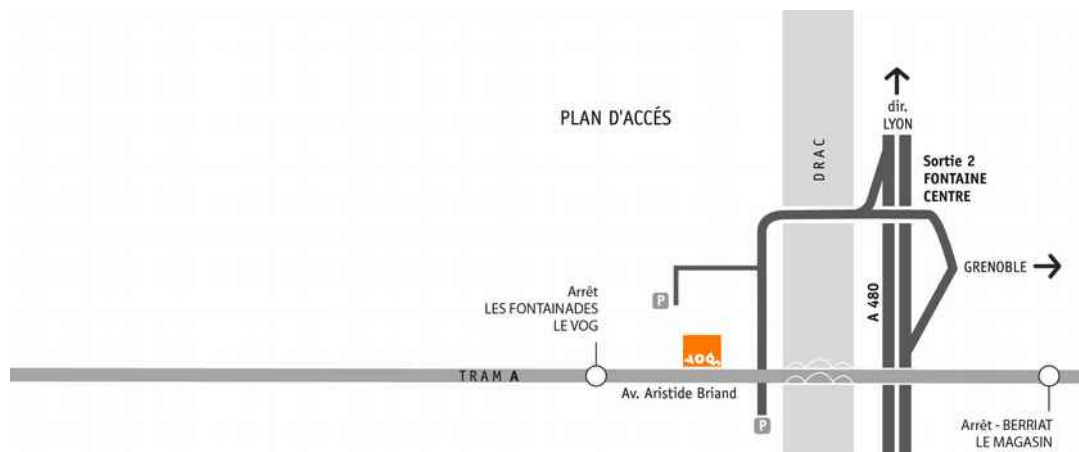 PLAN D'ACCÉS
dir.
LYON
DRAC
Sortie 2
FONTAINE
CENTRE
GRENOBLE
A 480
Arrêt
LES FONTAINADES
LE VOG
P
VOG
TRAM A
Av. Aristide Briand
P
Arrêt - BERRIAT
LE MAGASIN